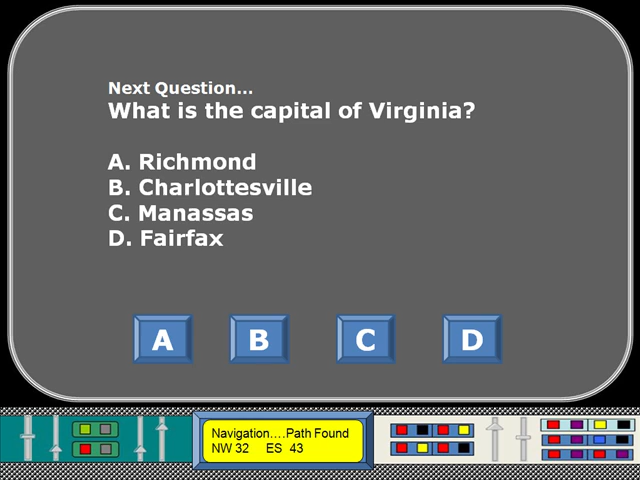 Next Question...
What is the capital of Virginia?
A. Richmond
B. Charlottesville
C. Manassas
D. Fairfax
A B C D
Navigation....Path Found
NW 32 ES 43